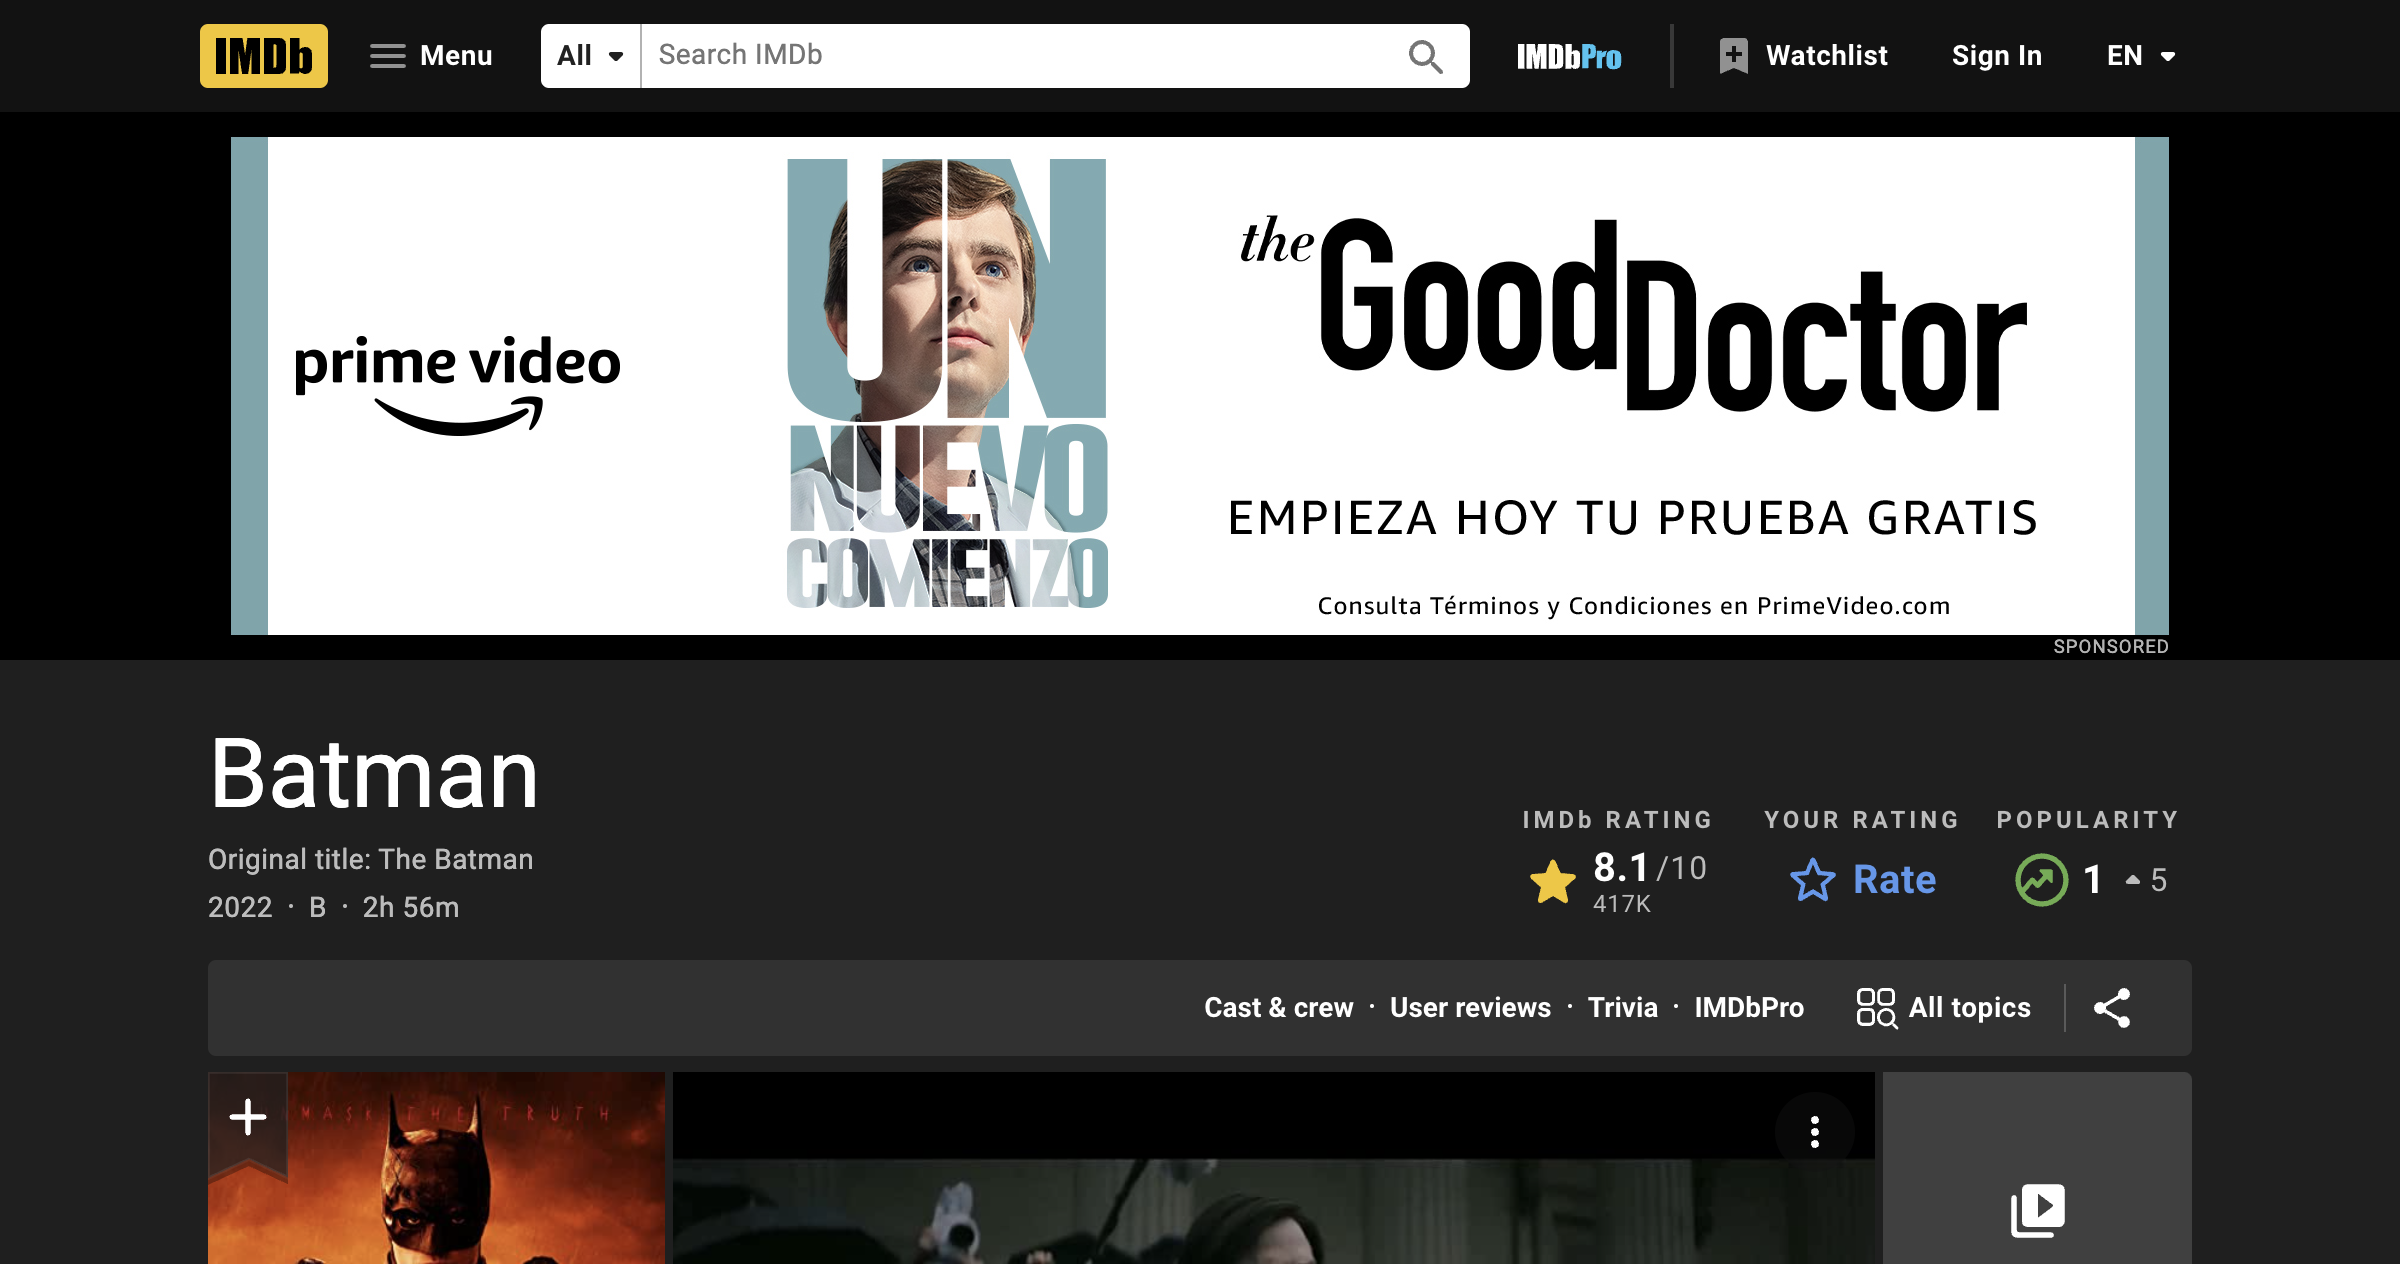 IMDb
Menu
All
Search IMDb
IMDbPro
Watchlist
Sign In
EN
prime video
UN
NUEVO
COMIENZO
the Good Doctor
EMPIEZA HOY TU PRUEBA GRATIS
Consulta Términos y Condiciones en PrimeVideo.com
SPONSORED
Batman
Original title: The Batman
2022 · B · 2h 56m
IMDb RATING
8.1/10
417K
YOUR RATING
Rate
POPULARITY
1
5
Cast & crew · User reviews · Trivia · IMDbPro
All topics
MASK THE TRUTH